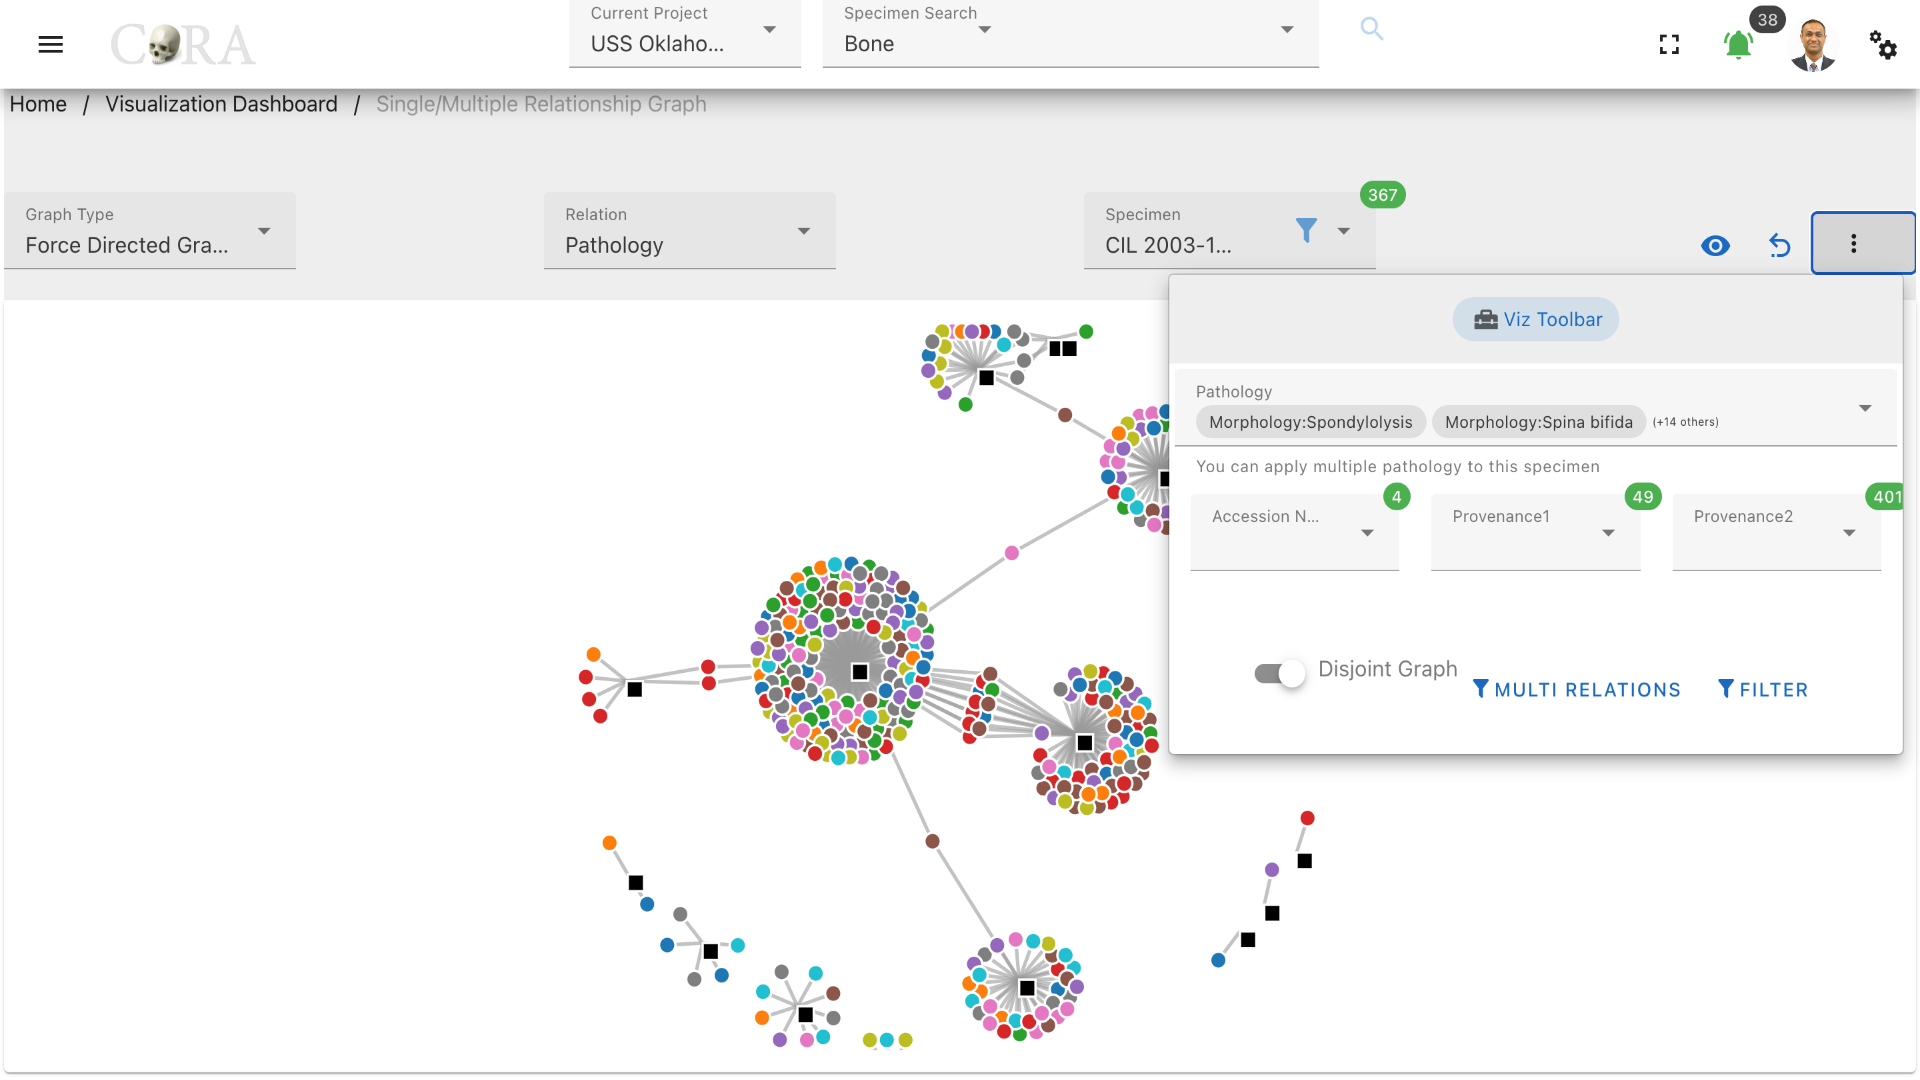 CORA
Current Project
USS Oklaho...
Specimen Search
Bone
38
Home / Visualization Dashboard / Single/Multiple Relationship Graph
Graph Type
Force Directed Gra...
Relation
Pathology
Specimen
CIL 2003-1...
367
Viz Toolbar
Pathology
Morphology:Spondylolysis Morphology:Spina bifida (+14 others)
You can apply multiple pathology to this specimen
Accession N...
4
Provenance1
49
Provenance2
401
Disjoint Graph
MULTI RELATIONS
FILTER